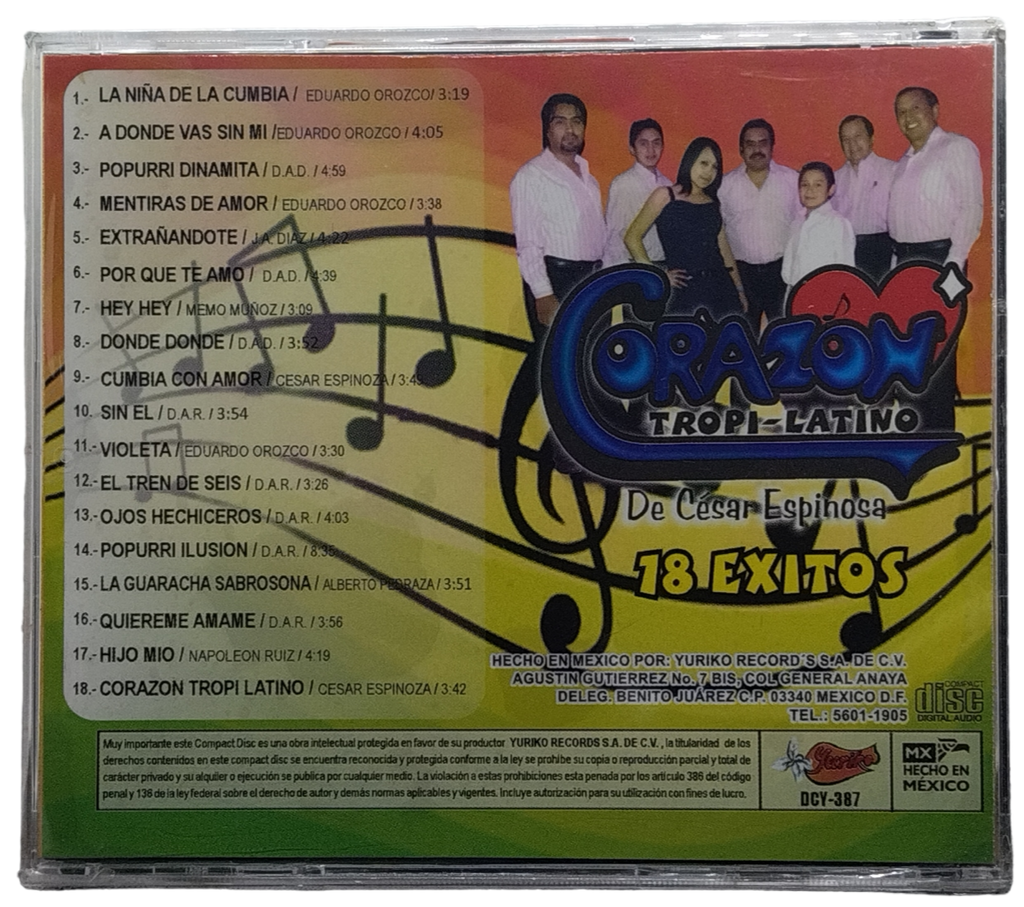 1.- LA NIÑA DE LA CUMBIA / EDUARDO OROZCO/ 3:19
2.- A DONDE VAS SIN MI /EDUARDO OROZCO / 4:05
3.- POPURRI DINAMITA / D.A.D. / 4:59
4.- MENTIRAS DE AMOR / EDUARDO OROZCO / 3:38
5.- EXTRAÑANDOTE / J.A. DIAZ / 4:22
6.- POR QUE TE AMO / D.A.D. / 4:39
7.- HEY HEY / MEMO MUÑOZ / 3:09
8.- DONDE DONDE / D.A.D. / 3:52
9.- CUMBIA CON AMOR / CESAR ESPINOZA / 3:45
10. SIN EL / D.A.R. / 3:54
11.- VIOLETA / EDUARDO OROZCO / 3:30
12.- EL TREN DE SEIS / D.A.R. / 3:26
13.- OJOS HECHICEROS / D.A.R. / 4:03
14.- POPURRI ILUSION / D.A.R. / 8:35
15.- LA GUARACHA SABROSONA / ALBERTO PEDRAZA / 3:51
16.- QUIEREME AMAME / D.A.R. / 3:56
17.- HIJO MIO / NAPOLEON RUIZ / 4:19
18.- CORAZON TROPI LATINO / CESAR ESPINOZA / 3:42
CORAZON
TROPI-LATINO
De César Espinosa
18 EXITOS
HECHO EN MEXICO POR: YURIKO RECORD´S S.A. DE C.V.
AGUSTIN GUTIERREZ No. 7 BIS, COL GENERAL ANAYA
DELEG. BENITO JUÁREZ C.P. 03340 MEXICO D.F.
TEL.: 5601-1905
COMPACT
disc
DIGITAL AUDIO
Muy importante este Compact Disc es una obra intelectual protegida en favor de su productor YURIKO RECORDS S.A. DE C.V. , la titularidad de los
derechos contenidos en este compact disc se encuentra reconocida y protegida conforme a la ley se prohibe su copia o reproducción parcial y total de
carácter privado y su alquiler o ejecución se publica por cualquier medio. La violación a estas prohibiciones esta penada por los artículo 386 del código
penal y 136 de la ley federal sobre el derecho de autor y demás normas aplicables y vigentes. Incluye autorización para su utilización con fines de lucro.
Yuriko
DCY-387
MX
HECHO EN
MÉXICO